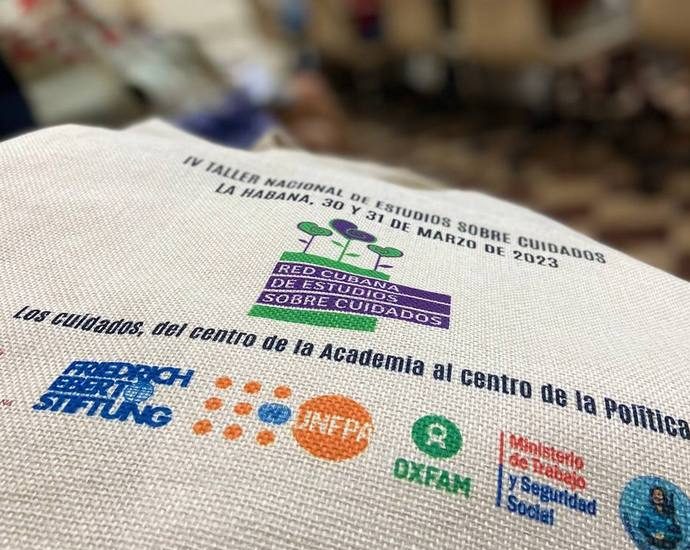 IV TALLER NACIONAL DE ESTUDIOS SOBRE CUIDADOS
LA HABANA, 30 Y 31 DE MARZO DE 2023
RED CUBANA
DE ESTUDIOS
SOBRE CUIDADOS
Los cuidados, del centro de la Academia al centro de la Política
FRIEDRICH
EBERT
STIFTUNG
UNFPA
OXFAM
Ministerio
de Trabajo
y Seguridad
Social